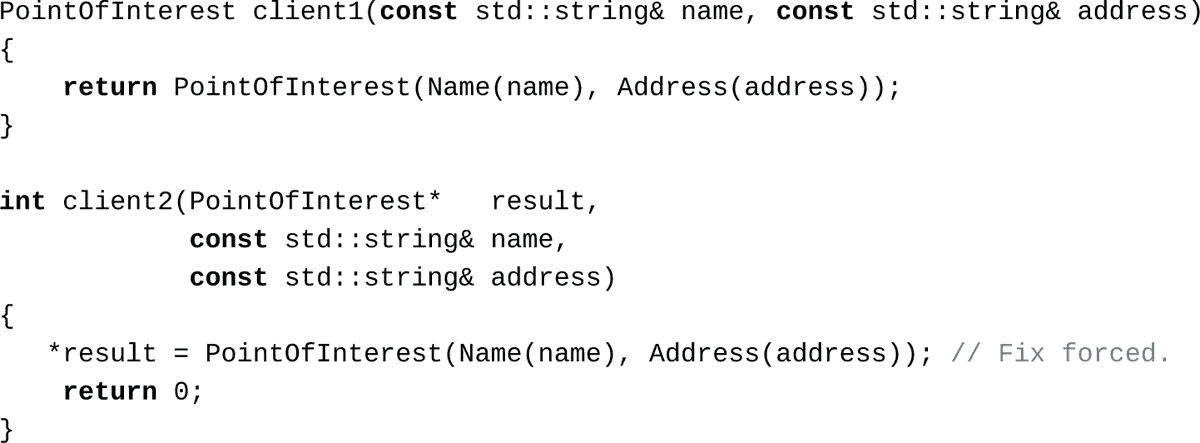 PointOfInterest client1(const std::string& name, const std::string& address)
{
    return PointOfInterest(Name(name), Address(address));
}

int client2(PointOfInterest*   result,
            const std::string& name,
            const std::string& address)
{
   *result = PointOfInterest(Name(name), Address(address)); // Fix forced.
    return 0;
}